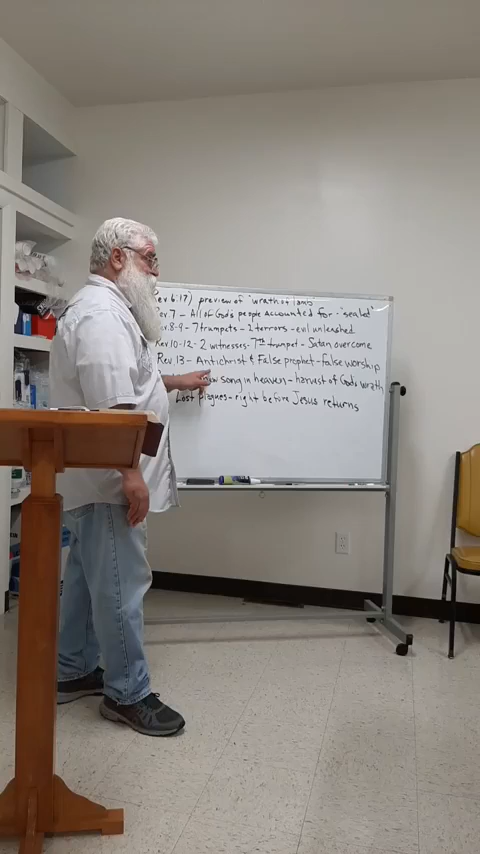 Rev 6:17) preview of "wrath of lamb"
Rev. 7 - All of God's people accounted for - "sealed"
Rev. 8-9 - 7 trumpets - 2 terrors - evil unleashed
Rev 10-12 - 2 witnesses - 7th trumpet - Satan overcome
Rev 13 - Antichrist & False prophet - false worship
Song in heaven - harvest of God's wrath
Last Plagues - right before Jesus returns